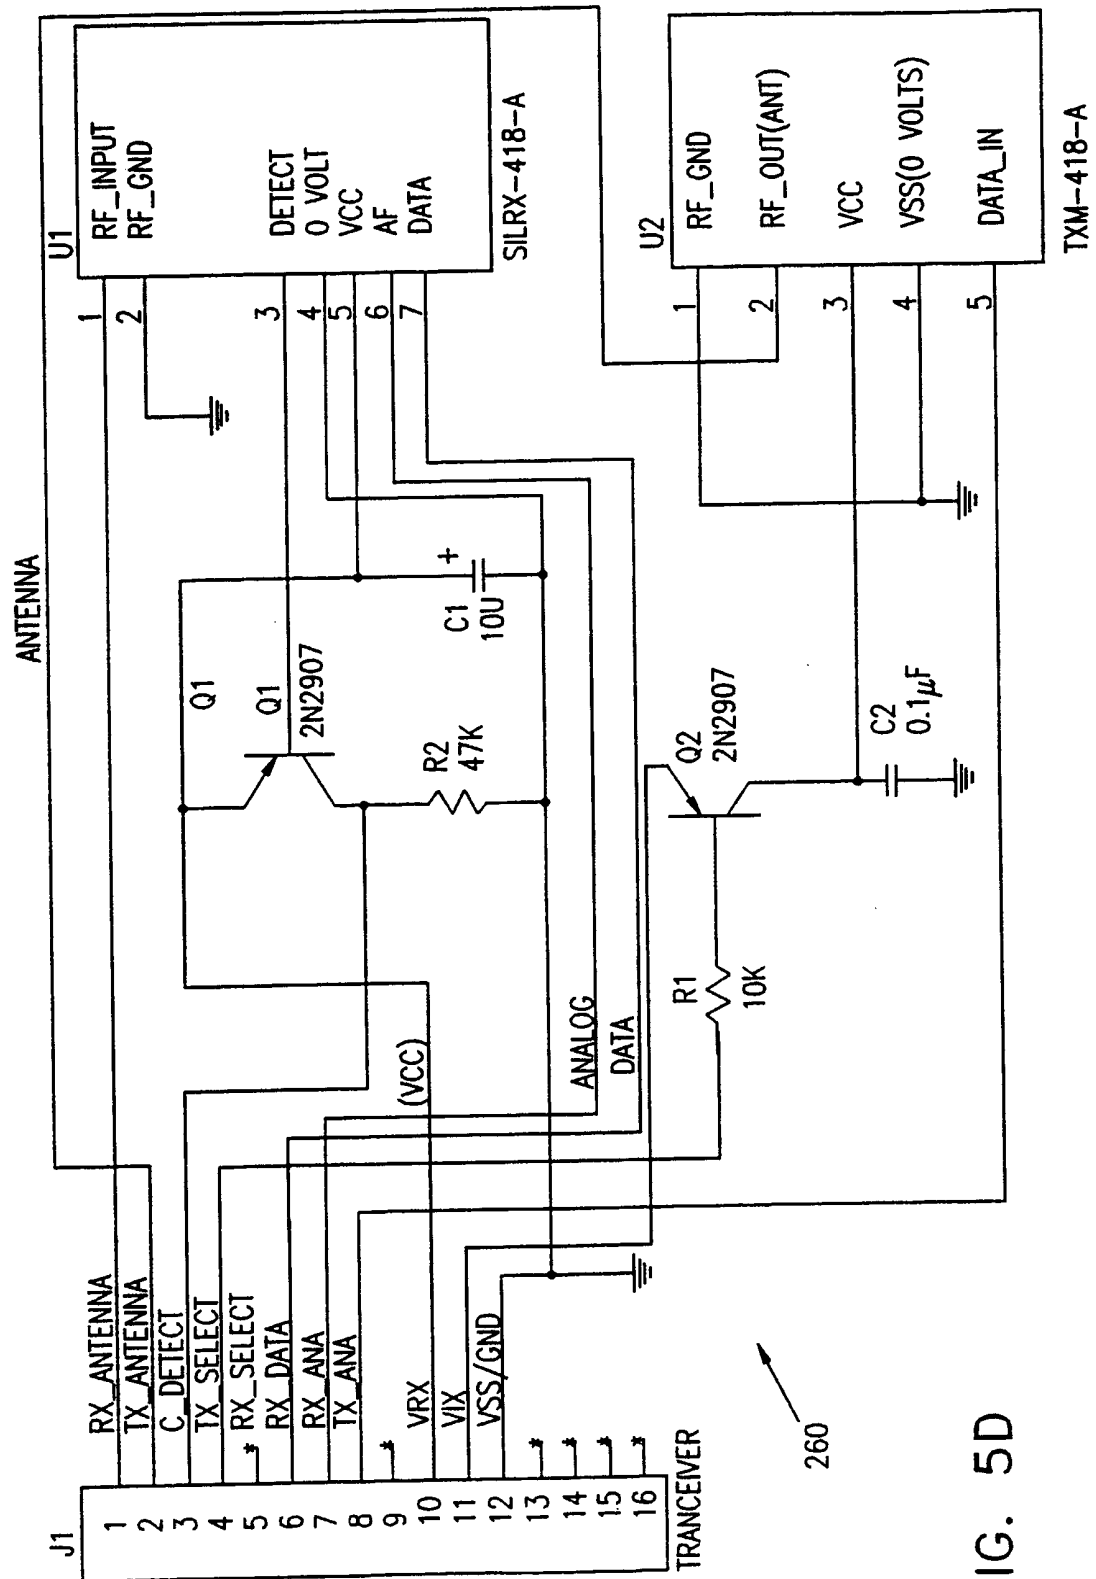 J1
1
2
3
4
5
6
7
8
9
10
11
12
13
14
15
16
TRANCEIVER
RX_ANTENNA
TX_ANTENNA
C_DETECT
TX_SELECT
RX_SELECT
*
RX_DATA
RX_ANA
TX_ANA
*
VRX
VIX
VSS/GND
*
*
*
*
(VCC)
ANALOG
DATA
ANTENNA
Q1
Q1
2N2907
R2
47K
C1
+
10U
R1
10K
Q2
2N2907
C2
0.1μF
U1
1 RF_INPUT
2 RF_GND
3 DETECT
4 0 VOLT
5 VCC
6 AF
7 DATA
SILRX-418-A
U2
1 RF_GND
2 RF_OUT(ANT)
3 VCC
4 VSS(0 VOLTS)
5 DATA_IN
TXM-418-A
260
IG. 5D